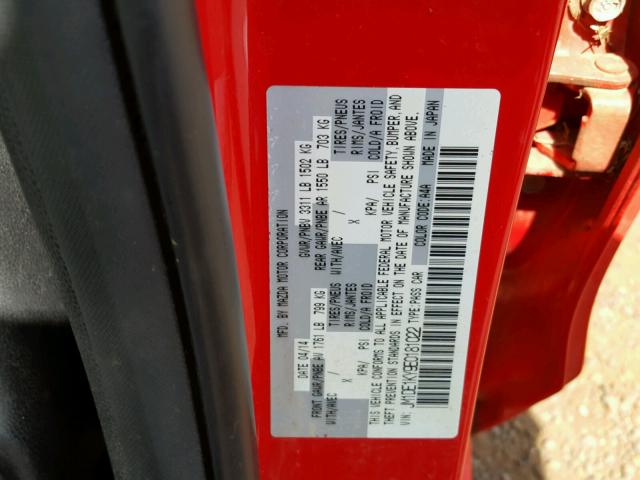 MFD. BY MAZDA MOTOR CORPORATION
DATE 04/14 GVWR/PNBV 3311 LB 1502 KG
FRONT GAWR/PNBE AV 1761 LB 799 KG REAR GAWR/PNBE AR 1550 LB 703 KG
WITH/AVEC / TIRES/PNEUS WITH/AVEC / TIRES/PNEUS
X RIMS/JANTES X RIMS/JANTES
KPA/ PSI COLD/A FROID KPA/ PSI COLD/A FROID
THIS VEHICLE CONFORMS TO ALL APPLICABLE FEDERAL MOTOR VEHICLE SAFETY, BUMPER, AND
THEFT PREVENTION STANDARDS IN EFFECT ON THE DATE OF MANUFACTURE SHOWN ABOVE.
VIN: JM1DE1KY9E0181022 TYPE:PASS CAR COLOR CODE:A4A MADE IN JAPAN